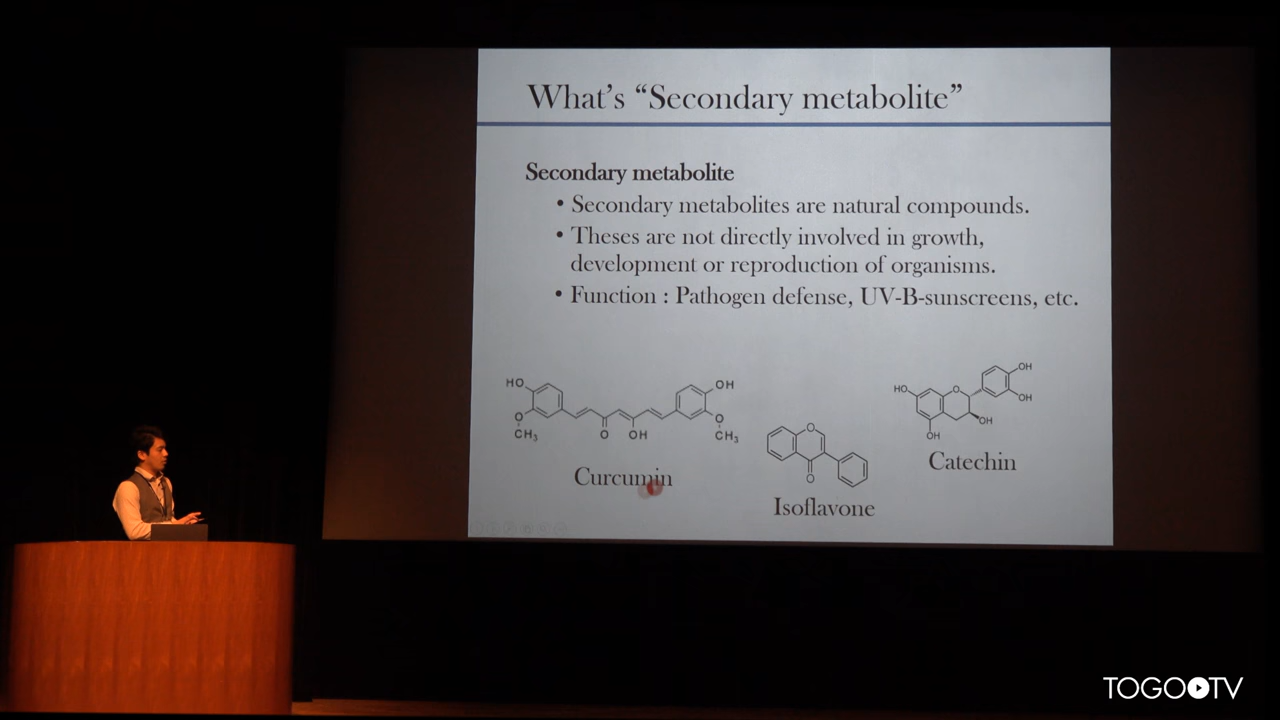 What's “Secondary metabolite”
Secondary metabolite
• Secondary metabolites are natural compounds.
• Theses are not directly involved in growth,
development or reproduction of organisms.
• Function : Pathogen defense, UV-B-sunscreens, etc.
HO
O
CH₃
O
OH
OH
O
CH₃
Curcumin
O
O
Isoflavone
HO
O
OH
OH
OH
OH
Catechin
TOGO TV